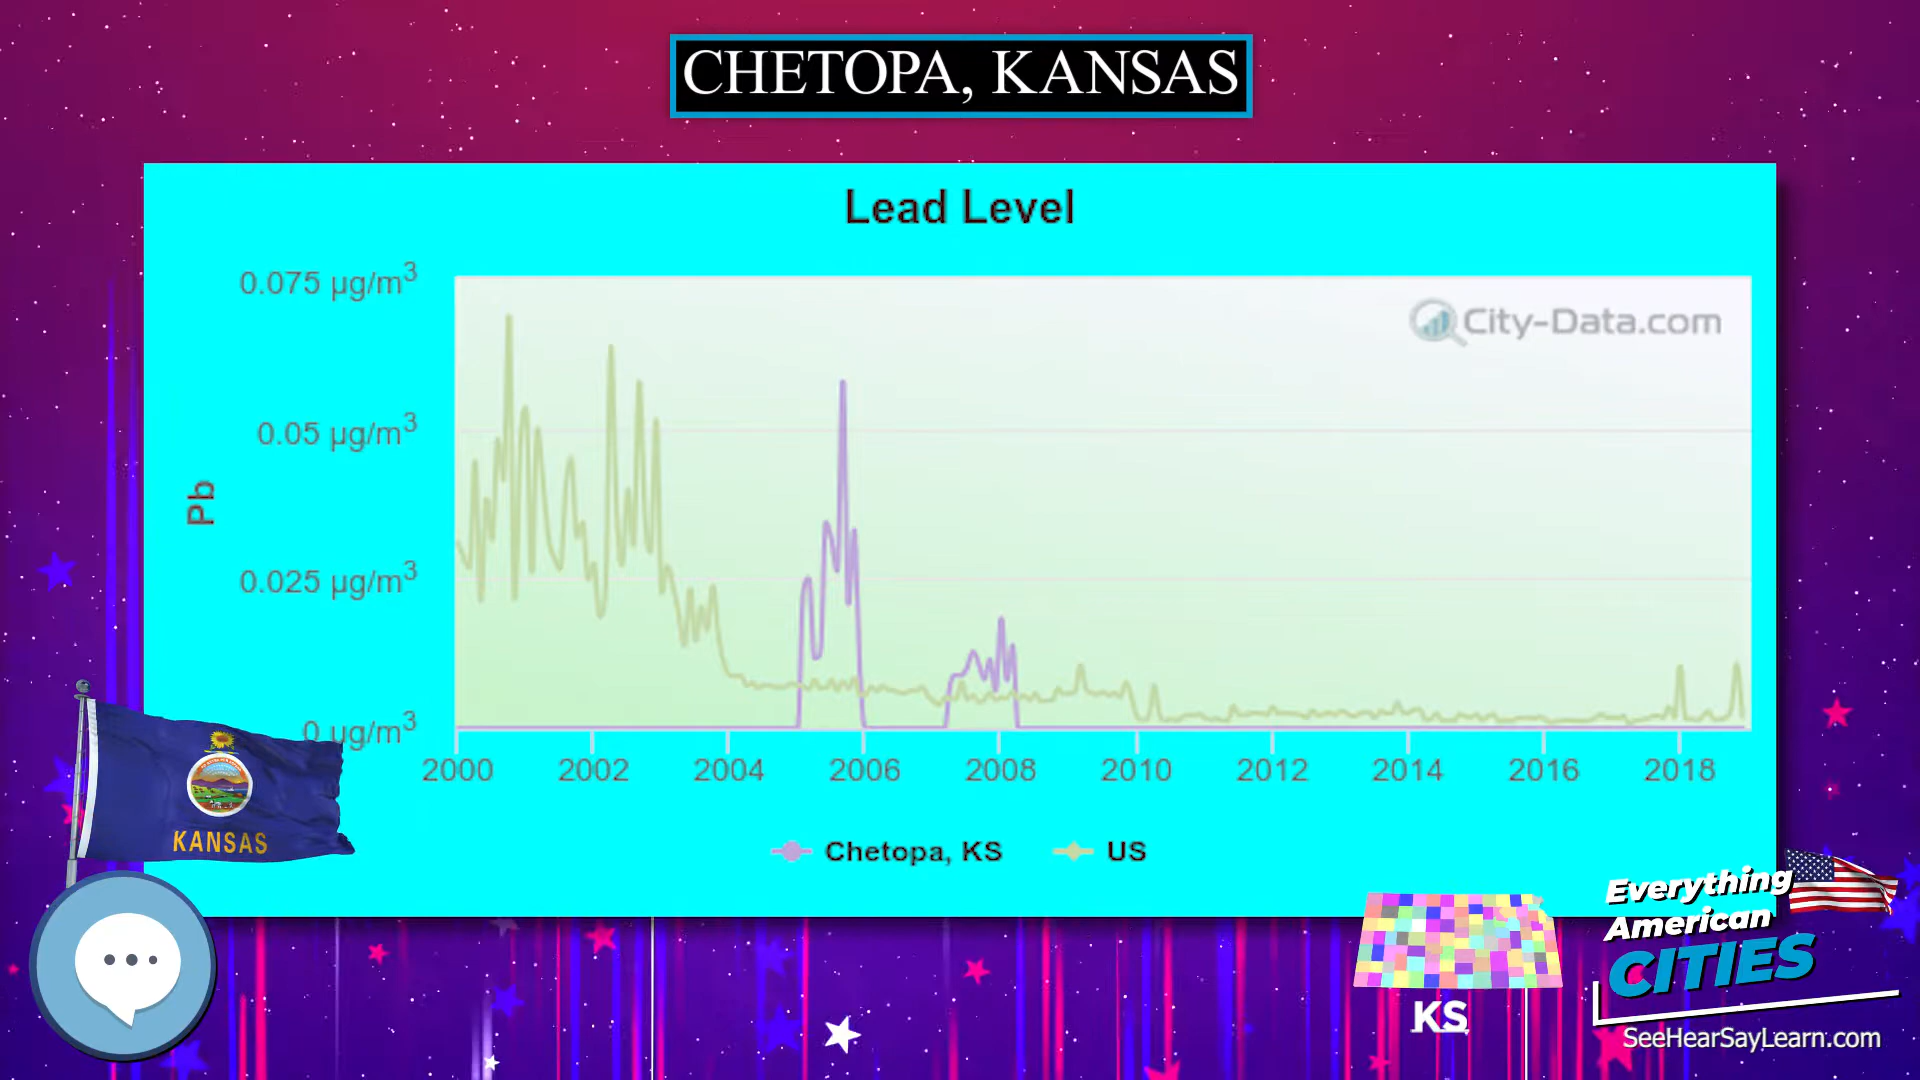 CHETOPA, KANSAS
Lead Level
0.075 µg/m³
City-Data.com
0.05 µg/m³
Pb
0.025 µg/m³
0 µg/m³
2000 2002 2004 2006 2008 2010 2012 2014 2016 2018
KANSAS
Chetopa, KS US
Everything
American
CITIES
KS
SeeHearSayLearn.com